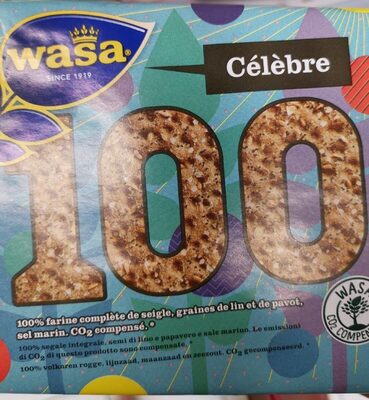 wasa®
SINCE 1919
Célèbre
100
100% farine complète de seigle, graines de lin et de pavot,
sel marin. CO2 compensé.*
100% segale integrale, semi di lino e papavero e sale marino. Le emissioni
di CO2 di questo prodotto sono compensate.*
100% volkoren rogge, lijnzaad, maanzaad en zeezout. CO2 gecompenseerd.*
WASA
CO2